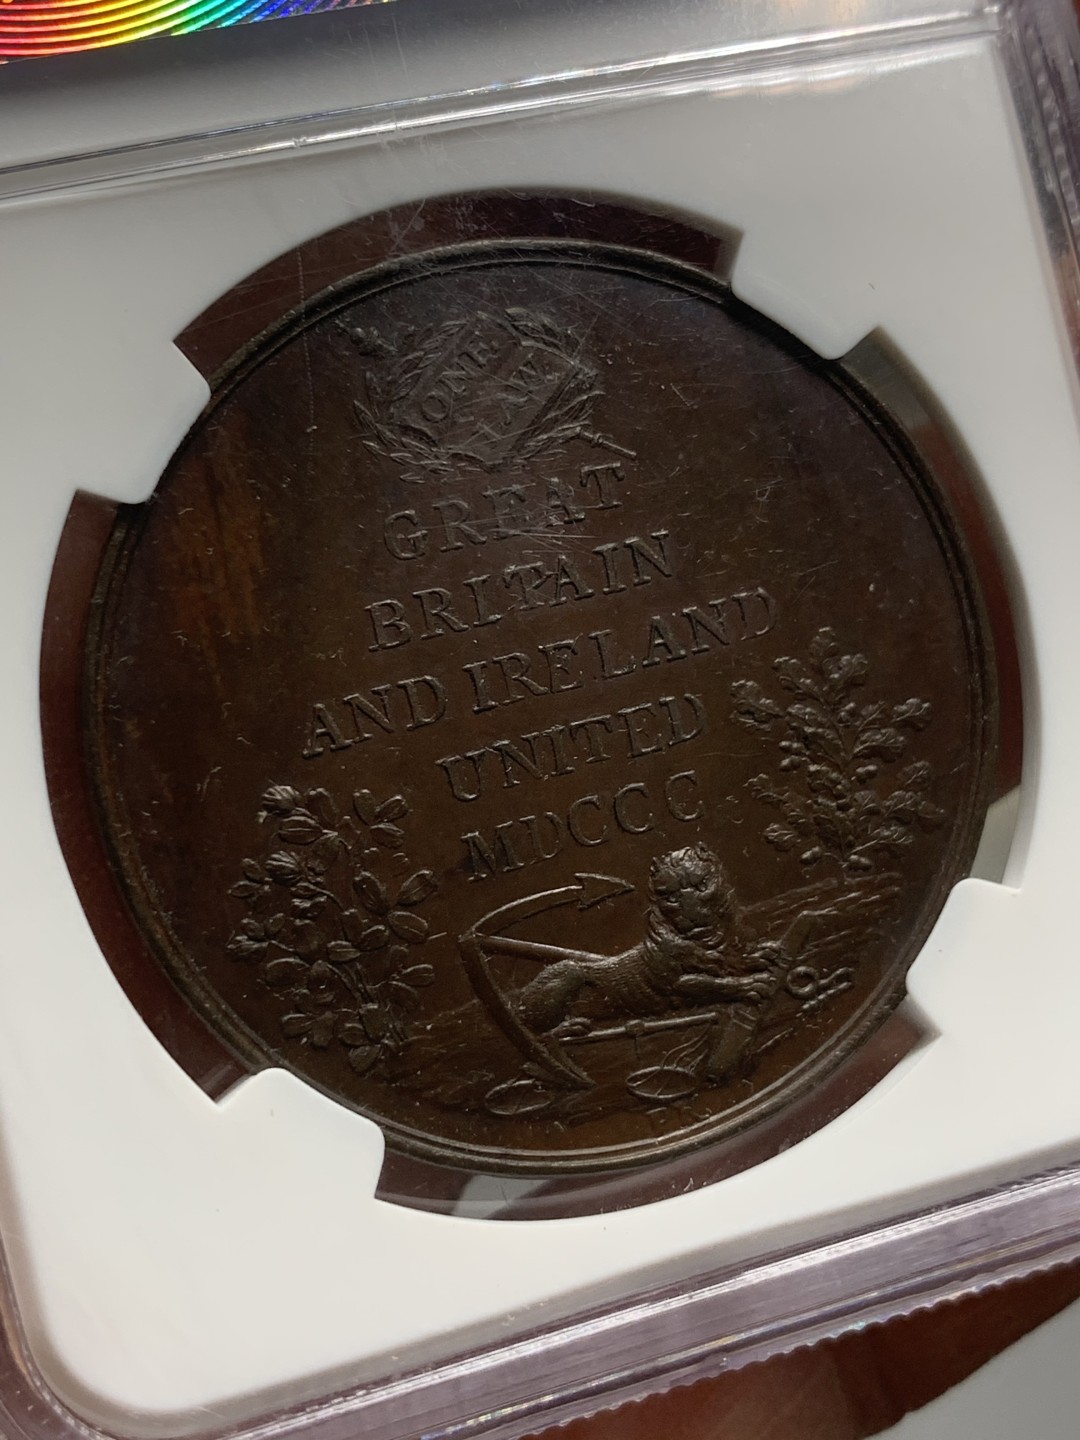 ONE.
LAW.
GREAT
BRITAIN
AND IRELAND
UNITED
MDCCC